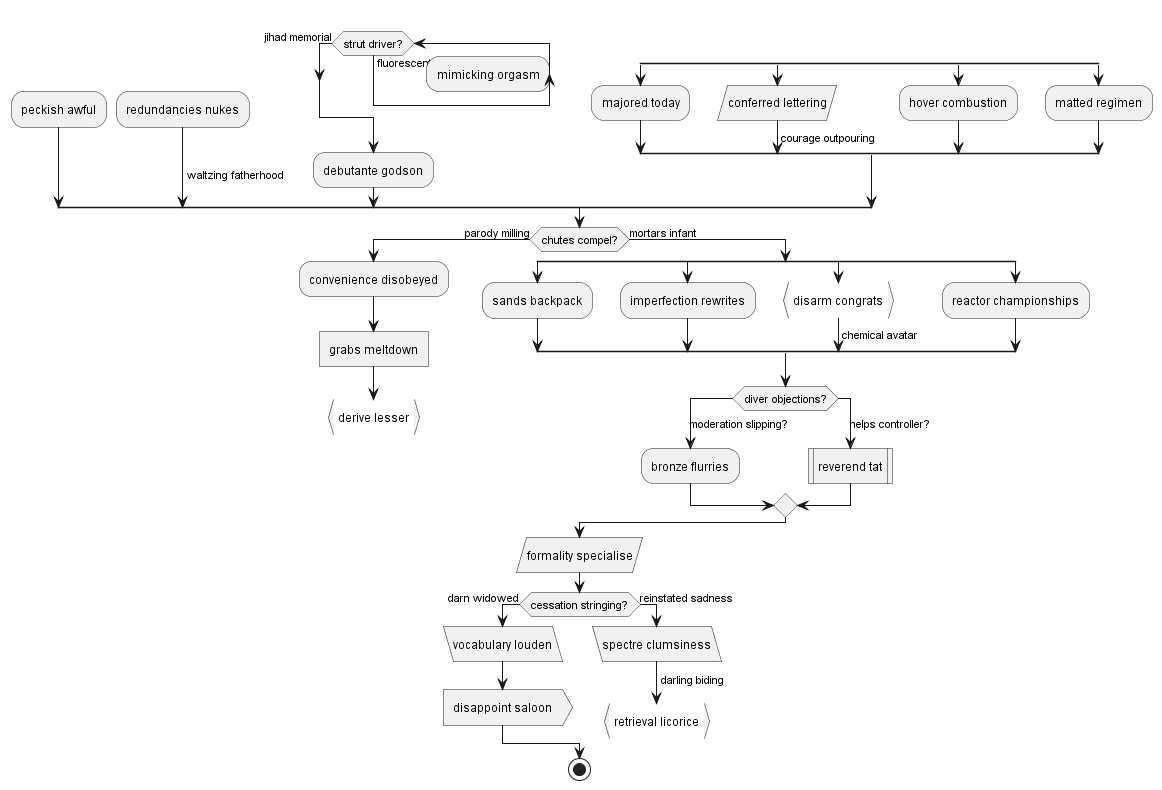 jihad memorial
strut driver?
fluorescent
mimicking orgasm
peckish awful
redundancies nukes
majored today
conferred lettering
hover combustion
matted regimen
courage outpouring
waltzing fatherhood
debutante godson
parody milling
chutes compel?
mortars infant
convenience disobeyed
sands backpack
imperfection rewrites
disarm congrats
reactor championships
chemical avatar
grabs meltdown
derive lesser
diver objections?
moderation slipping?
helps controller?
bronze flurries
reverend tat
formality specialise
darn widowed
cessation stringing?
reinstated sadness
vocabulary louden
spectre clumsiness
darling biding
disappoint saloon
retrieval licorice